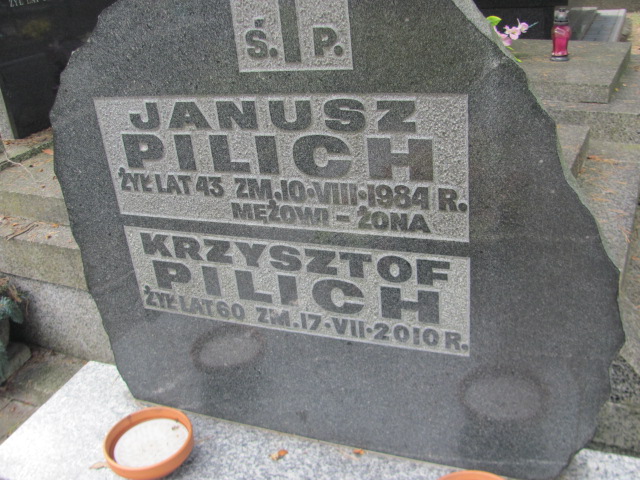 Ś. P.
JANUSZ
PILICH
ŻYŁ LAT 43 ZM. 10·VIII·1984 R.
MĘŻOWI - ŻONA
KRZYSZTOF
PILICH
ŻYŁ LAT 60 ZM. 17·VII·2010 R.